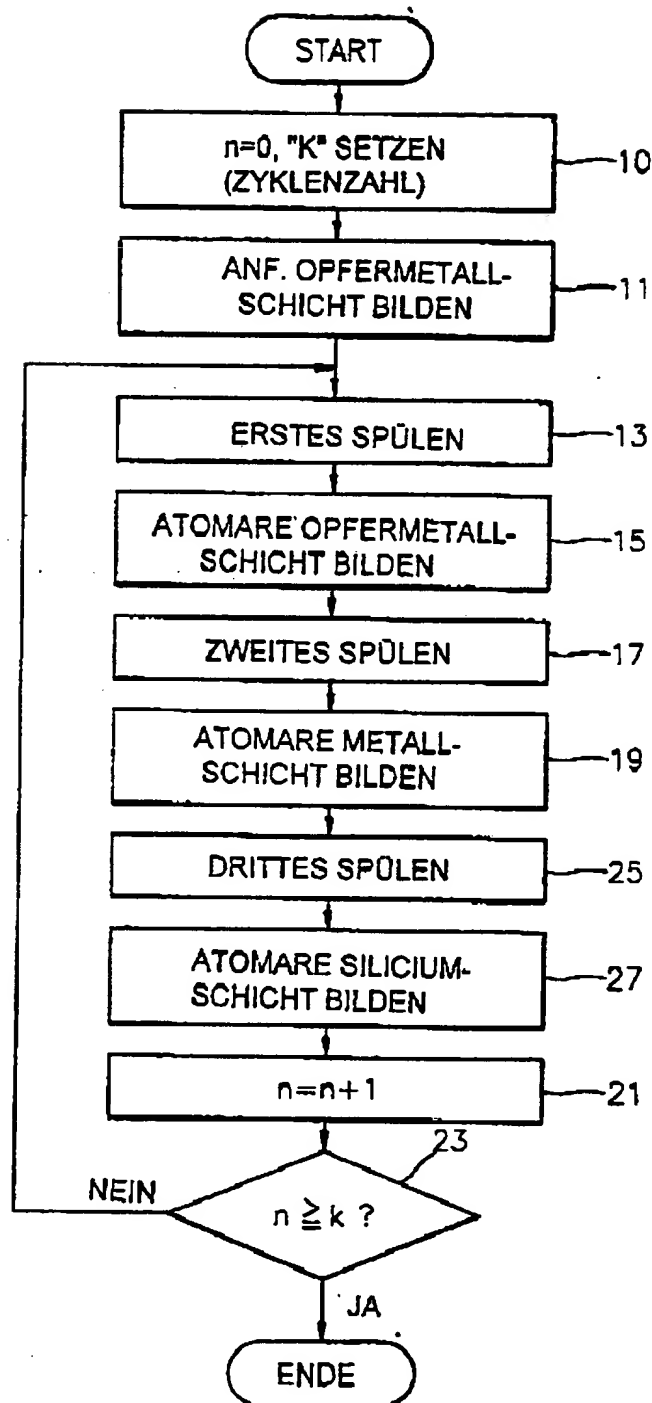 START
n=0, "K" SETZEN
(ZYKLENZAHL)
10
ANF. OPFERMETALL-
SCHICHT BILDEN
11
ERSTES SPÜLEN
13
ATOMARE OPFERMETALL-
SCHICHT BILDEN
15
ZWEITES SPÜLEN
17
ATOMARE METALL-
SCHICHT BILDEN
19
DRITTES SPÜLEN
25
ATOMARE SILICIUM-
SCHICHT BILDEN
27
n=n+1
21
23
NEIN
n ≧ k ?
JA
ENDE